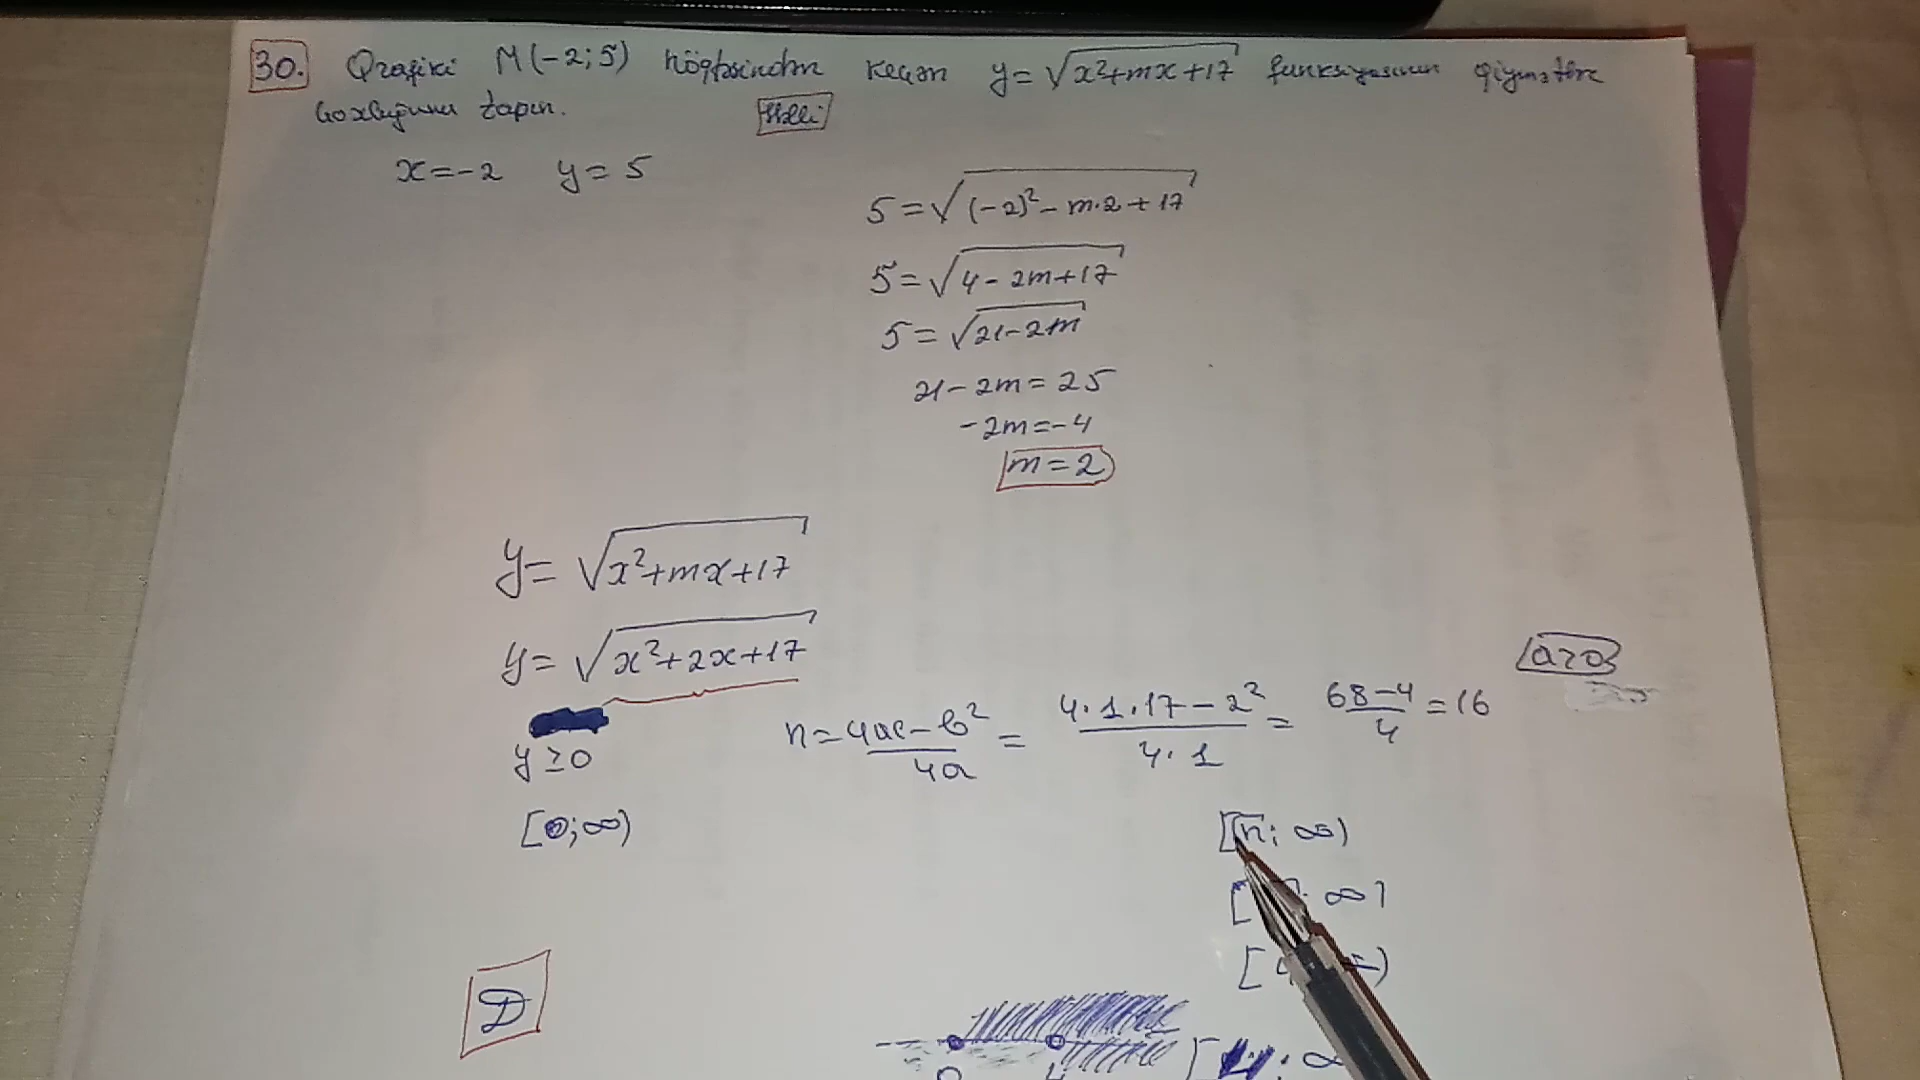 30. Qrafiki M(-2;5) nöqtəsindən keçən y=√x²+mx+17 funksiyasının qiymətlər
çoxluğunu tapın. Həlli
x=-2 y=5
5=√(-2)²-m·2+17
5=√4-2m+17
5=√21-2m
21-2m=25
-2m=-4
m=2
y=√x²+mx+17
y=√x²+2x+17
a>0
n=4ac-b²/4a = 4·1·17-2²/4·1 = 68-4/4=16
y≥0
[0;∞)
[√n; ∞)
D